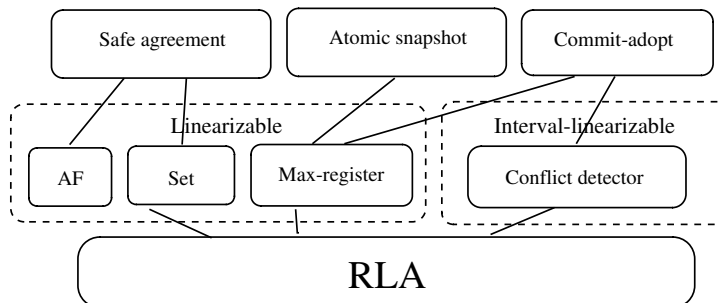 Safe agreement
Atomic snapshot
Commit-adopt
Linearizable
Interval-linearizable
AF
Set
Max-register
Conflict detector
RLA